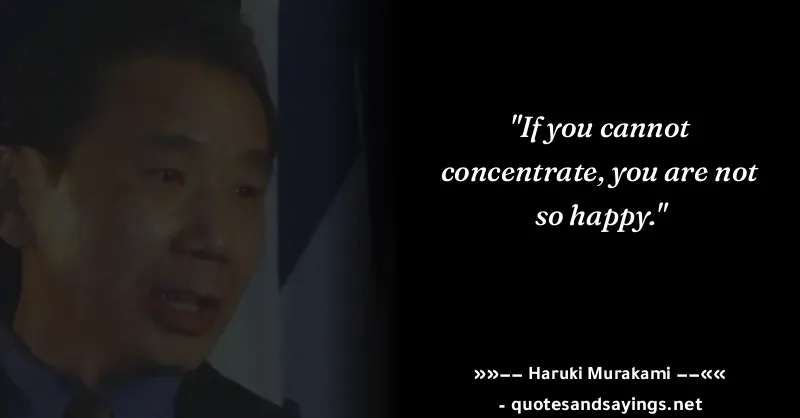 "If you cannot
concentrate, you are not
so happy."
»»−− Haruki Murakami −−««
- quotesandsayings.net